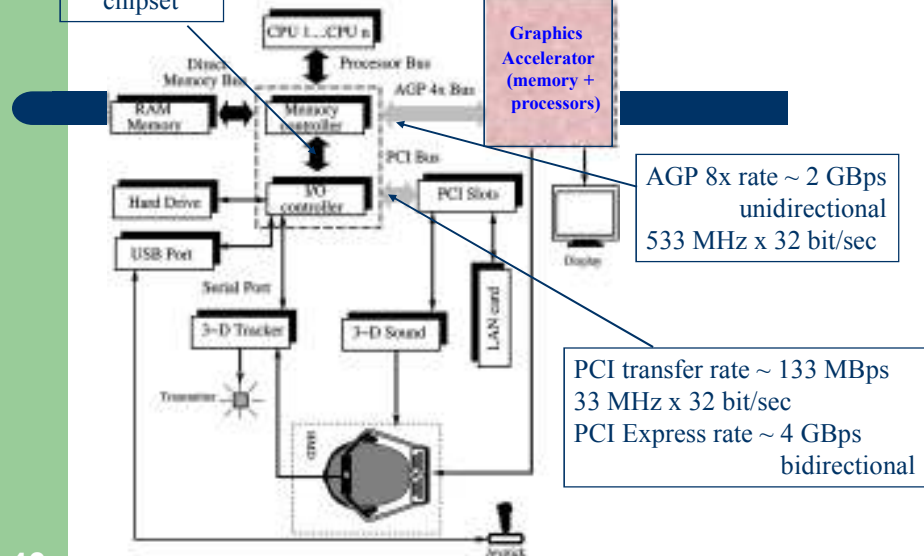 chipset
CPU 1...CPU n
Graphics
Accelerator
(memory +
processors)
Direct
Memory Bus
Processor Bus
AGP 4x Bus
RAM
Memory
Memory
controller
PCI Bus
AGP 8x rate ~ 2 GBps
unidirectional
533 MHz x 32 bit/sec
Hard Drive
I/O
controller
PCI Slots
USB Port
Display
Serial Port
LAN card
3-D Tracker
3-D Sound
Transmitter
PCI transfer rate ~ 133 MBps
33 MHz x 32 bit/sec
PCI Express rate ~ 4 GBps
bidirectional
HMD
Joystick